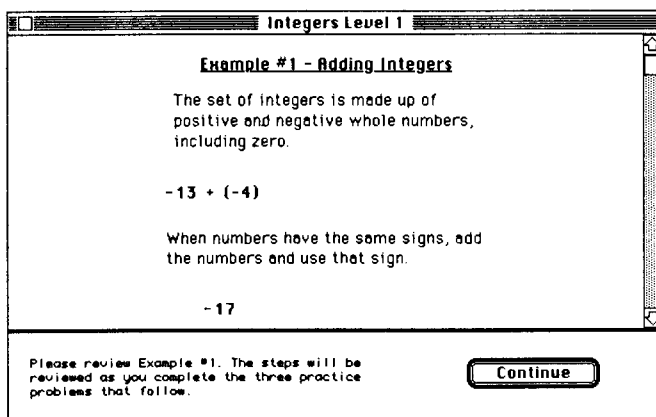 Integers Level 1
Example #1 - Adding Integers
The set of integers is made up of
positive and negative whole numbers,
including zero.
-13 + (-4)
When numbers have the same signs, add
the numbers and use that sign.
-17
Please review Example #1. The steps will be
reviewed as you complete the three practice
problems that follow.
Continue